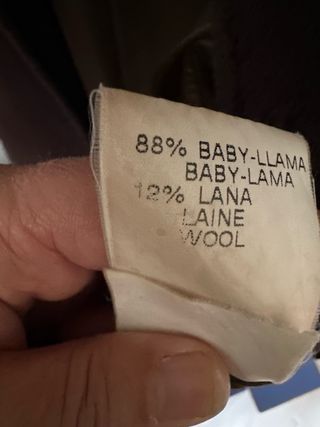 88% BABY-LLAMA
BABY-LAMA
12% LANA
LAINE
WOOL